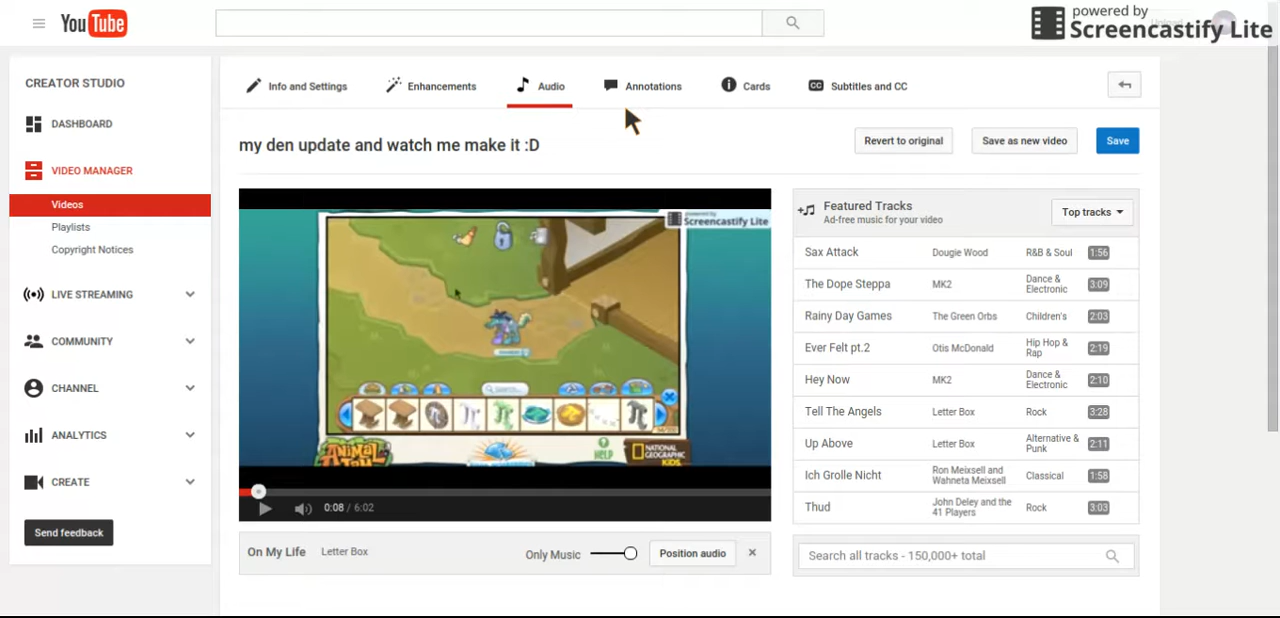 YouTube
powered by
Screencastify Lite
CREATOR STUDIO
DASHBOARD
VIDEO MANAGER
Videos
Playlists
Copyright Notices
LIVE STREAMING
COMMUNITY
CHANNEL
ANALYTICS
CREATE
Send feedback
Info and Settings
Enhancements
Audio
Annotations
Cards
CC Subtitles and CC
my den update and watch me make it :D
Revert to original
Save as new video
Save
Screencastify Lite
Search...
ANIMAL JAM
HELP
NATIONAL GEOGRAPHIC KIDS
0:08 / 6:02
On My Life Letter Box
Only Music
Position audio
Featured Tracks
Ad-free music for your video
Top tracks
Sax Attack Dougie Wood R&B & Soul 1:56
The Dope Steppa MK2 Dance & Electronic 3:09
Rainy Day Games The Green Orbs Children's 2:03
Ever Felt pt.2 Otis McDonald Hip Hop & Rap 2:19
Hey Now MK2 Dance & Electronic 2:10
Tell The Angels Letter Box Rock 3:28
Up Above Letter Box Alternative & Punk 2:11
Ich Grolle Nicht Ron Meixsell and Wahneta Meixsell Classical 1:58
Thud John Deley and the 41 Players Rock 3:03
Search all tracks - 150,000+ total